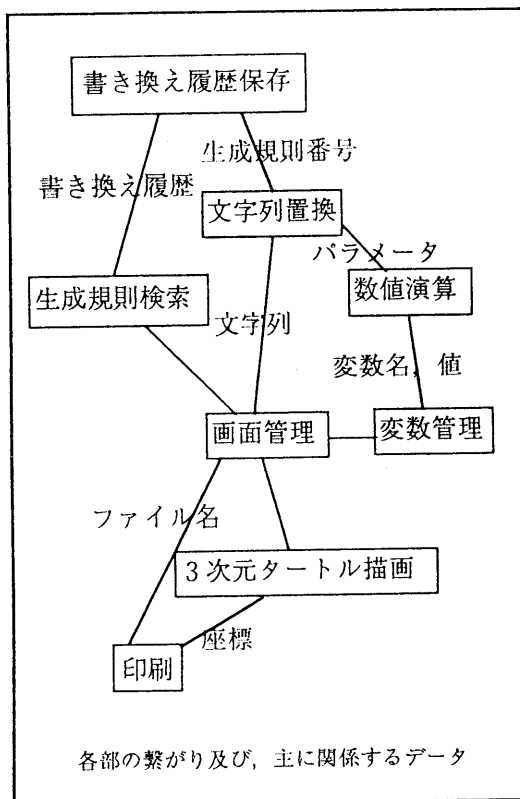 書き換え履歴保存
生成規則番号
書き換え履歴
文字列置換
パラメータ
生成規則検索
数値演算
文字列
変数名，値
画面管理
変数管理
ファイル名
3次元タートル描画
座標
印刷
各部の繋がり及び，主に関係するデータ